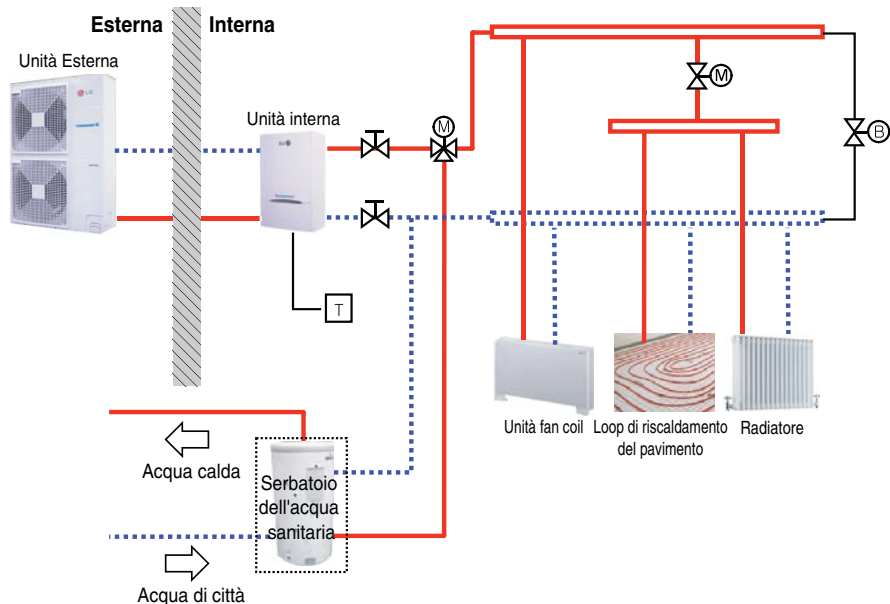 Esterna
Interna
Unità Esterna
LG
Unità interna
M
M
B
T
Unità fan coil
Loop di riscaldamento
del pavimento
Radiatore
Acqua calda
Serbatoio
dell'acqua
sanitaria
Acqua di città